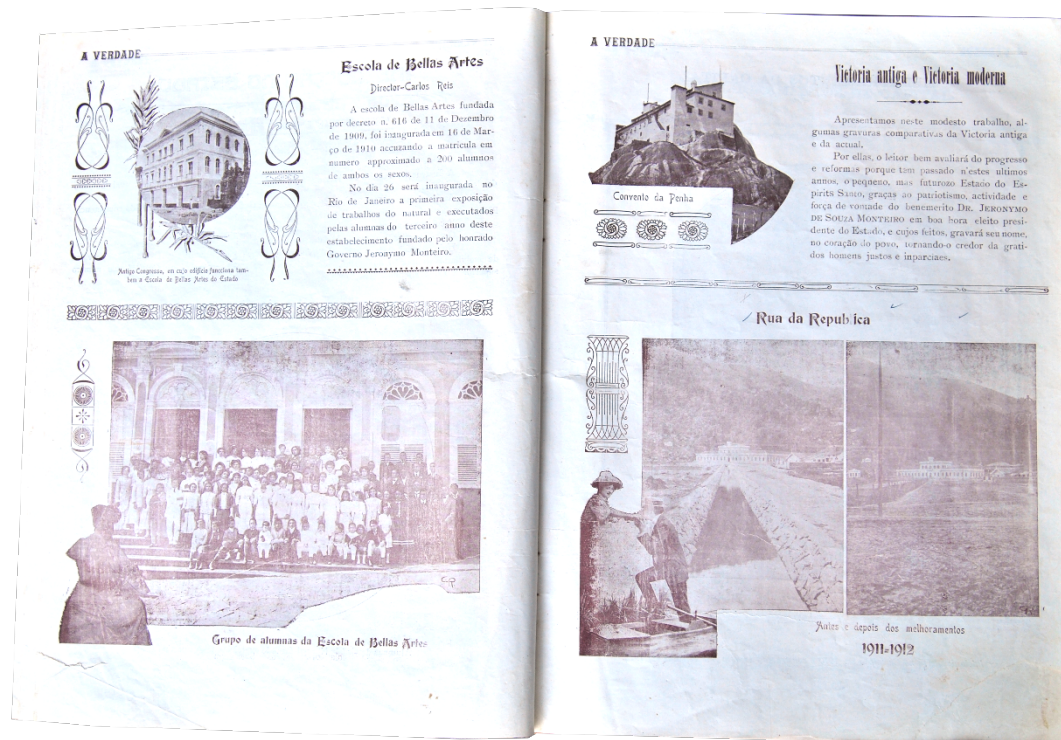 A VERDADE
Escola de Bellas Artes
Director-Carlos Reis
A escola de Bellas Artes fundada
por decreto n. 616 de 11 de Dezembro
de 1909, foi inaugurada em 16 de Mar-
ço de 1910 accuzando a matricula em
numero approximado a 200 alumnos
de ambos os sexos.
No dia 26 será inaugurada no
Rio de Janeiro a primeira exposição
de trabalhos do natural e executados
pelas alumnas do terceiro anno deste
estabelecimento fundado pelo honrado
Governo Jeronymo Monteiro.
Antigo Congresso, em cujo edificio funcciona tam-
bem a Escola de Bellas Artes do Estado
Grupo de alumnas da Escola de Bellas Artes
A VERDADE
Victoria antiga e Victoria moderna
Apresentamos neste modesto trabalho, al-
gumas gravuras comparativas da Victoria antiga
e da actual.
Por ellas, o leitor bem avaliará do progresso
e reformas porque tem passado n'estes ultimos
annos, o pequeno, mas futurozo Estado do Es-
pirito Santo, graças ao patriotismo, actividade e
força de vontade do benemerito DR. JERONYMO
DE SOUZA MONTEIRO em boa hora eleito presi-
dente do Estado, e cujos feitos, gravará seu nome,
no coração do povo, tornando-o credor da grati-
dos homens justos e inparciaes.
Convento da Penha
Rua da Republica
Antes e depois dos melhoramentos
1911-1912